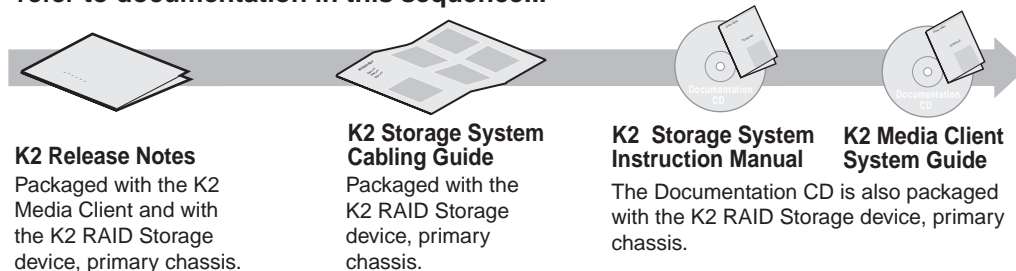 refer to documentation in this sequence...
Documentation
CD
Documentation
CD
K2 Release Notes
Packaged with the K2
Media Client and with
the K2 RAID Storage
device, primary chassis.
K2 Storage System
Cabling Guide
Packaged with the
K2 RAID Storage
device, primary
chassis.
K2 Storage System
Instruction Manual
K2 Media Client
System Guide
The Documentation CD is also packaged
with the K2 RAID Storage device, primary
chassis.